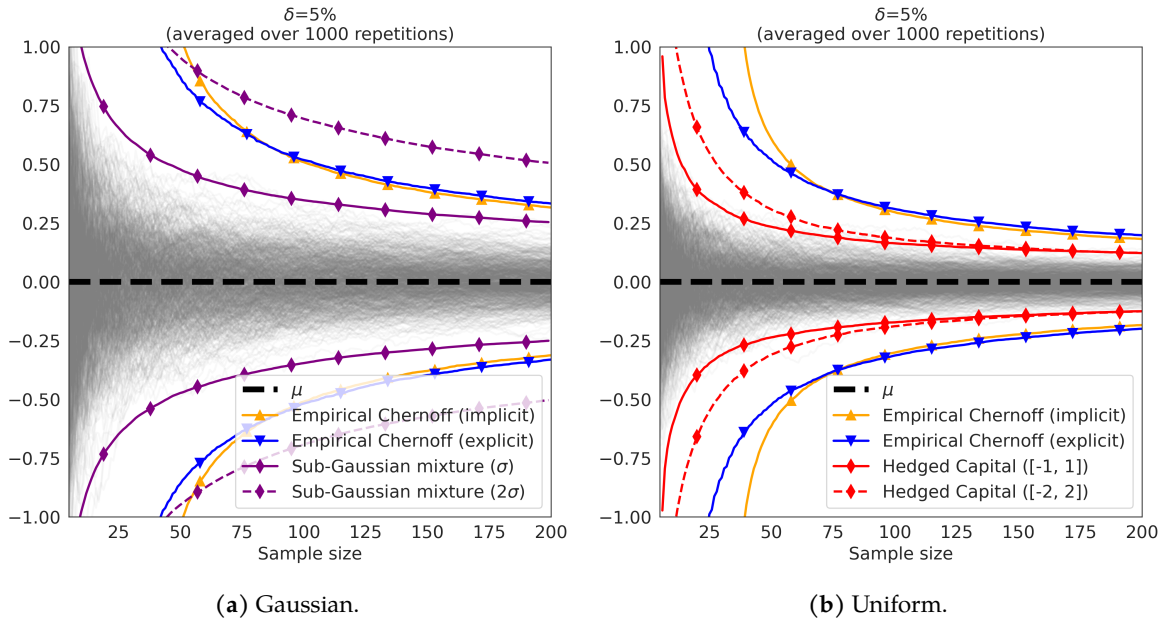 δ=5%
(averaged over 1000 repetitions)
1.00
0.75
0.50
0.25
0.00
−0.25
−0.50
−0.75
−1.00
25 50 75 100 125 150 175 200
Sample size
μ
Empirical Chernoff (implicit)
Empirical Chernoff (explicit)
Sub-Gaussian mixture (σ)
Sub-Gaussian mixture (2σ)
(a) Gaussian.
δ=5%
(averaged over 1000 repetitions)
1.00
0.75
0.50
0.25
0.00
−0.25
−0.50
−0.75
−1.00
25 50 75 100 125 150 175 200
Sample size
μ
Empirical Chernoff (implicit)
Empirical Chernoff (explicit)
Hedged Capital ([-1, 1])
Hedged Capital ([-2, 2])
(b) Uniform.